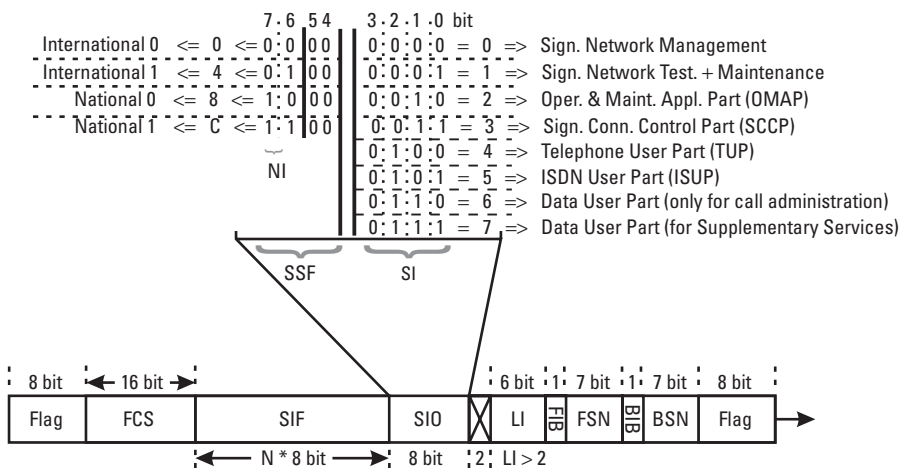 7 6 5 4 3 2 1 0 bit
International 0 <= 0 <= 0 0 0 0 0 0 0 0 = 0 => Sign. Network Management
International 1 <= 4 <= 0 1 0 0 0 0 0 1 = 1 => Sign. Network Test. + Maintenance
National 0 <= 8 <= 1 0 0 0 0 0 1 0 = 2 => Oper. & Maint. Appl. Part (OMAP)
National 1 <= C <= 1 1 0 0 0 0 1 1 = 3 => Sign. Conn. Control Part (SCCP)
0 1 0 0 = 4 => Telephone User Part (TUP)
NI 0 1 0 1 = 5 => ISDN User Part (ISUP)
0 1 1 0 = 6 => Data User Part (only for call administration)
0 1 1 1 = 7 => Data User Part (for Supplementary Services)
SSF SI
8 bit 16 bit 6 bit 1 7 bit 1 7 bit 8 bit
Flag FCS SIF SIO LI FIB FSN BIB BSN Flag
N * 8 bit 8 bit 2 LI > 2